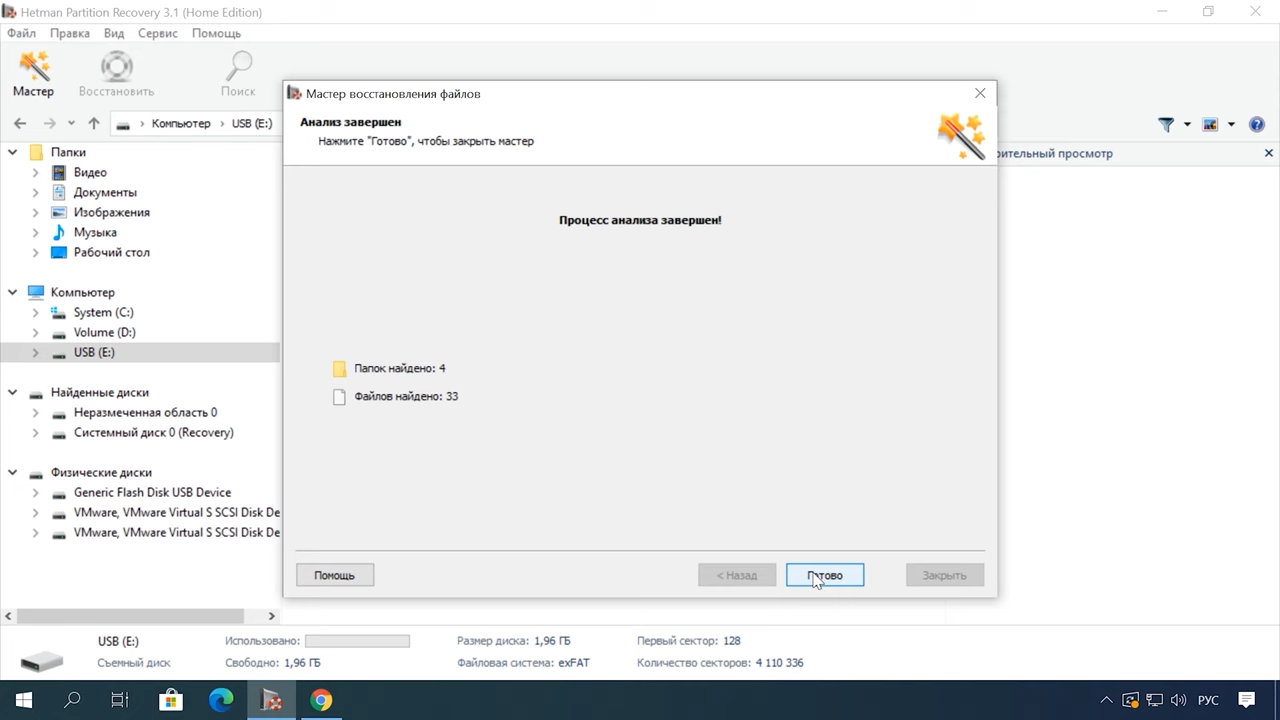 Hetman Partition Recovery 3.1 (Home Edition)
Файл Правка Вид Сервис Помощь
Мастер Восстановить Поиск
Компьютер USB (E:)
Папки
Видео
Документы
Изображения
Музыка
Рабочий стол
Компьютер
System (C:)
Volume (D:)
USB (E:)
Найденные диски
Неразмеченная область 0
Системный диск 0 (Recovery)
Физические диски
Generic Flash Disk USB Device
VMware, VMware Virtual S SCSI Disk De
VMware, VMware Virtual S SCSI Disk De
Мастер восстановления файлов
Анализ завершен
Нажмите "Готово", чтобы закрыть мастер
Процесс анализа завершен!
Папок найдено: 4
Файлов найдено: 33
Помощь < Назад Готово Закрыть
рительный просмотр
USB (E:) Использовано: Размер диска: 1,96 ГБ Первый сектор: 128
Съемный диск Свободно: 1,96 ГБ Файловая система: exFAT Количество секторов: 4 110 336
РУС